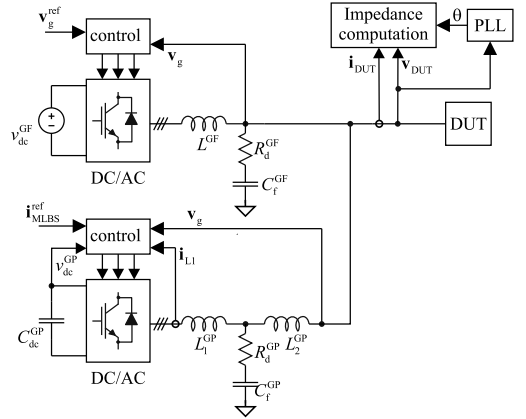 v_g^ref
control
v_g
v_dc^GF
DC/AC
L^GF
R_d^GF
C_f^GF
Impedance
computation
θ
PLL
i_DUT
v_DUT
DUT
i_MLBS^ref
control
v_g
i_L1
v_dc^GP
C_dc^GP
DC/AC
L_1^GP
L_2^GP
R_d^GP
C_f^GP